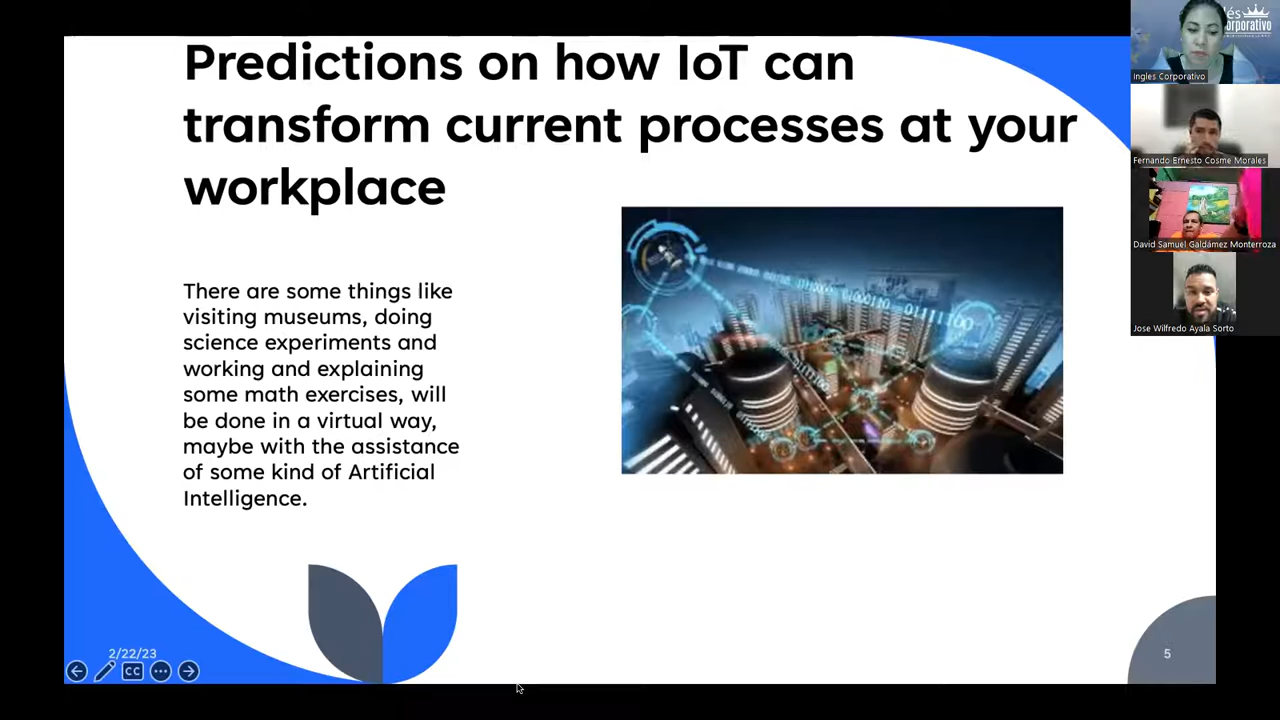 Predictions on how IoT can
transform current processes at your
workplace
There are some things like
visiting museums, doing
science experiments and
working and explaining
some math exercises, will
be done in a virtual way,
maybe with the assistance
of some kind of Artificial
Intelligence.
2/22/23
CC
5
Ingles Corporativo
Fernando Ernesto Cosme Morales
David Samuel Galdámez Monterroza
Jose Wilfredo Ayala Sorto